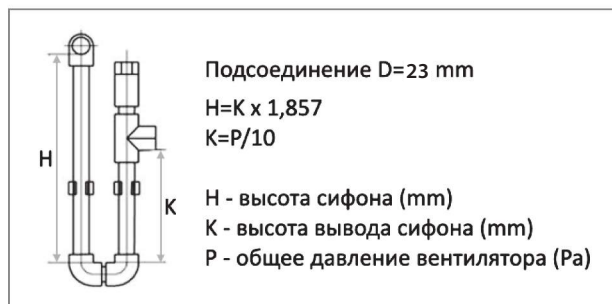 H
K
Подсоединение D=23 mm
H=K x 1,857
K=P/10
H - высота сифона (mm)
K - высота вывода сифона (mm)
P - общее давление вентилятора (Pa)